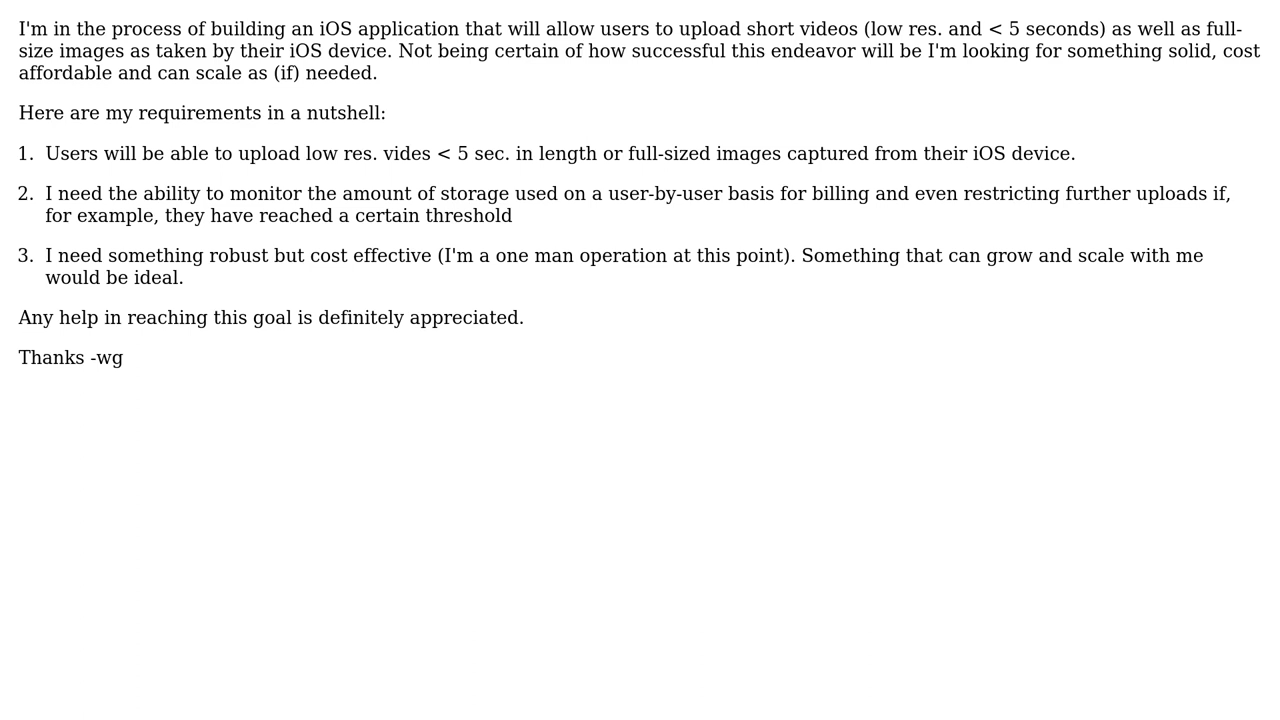 I'm in the process of building an iOS application that will allow users to upload short videos (low res. and < 5 seconds) as well as full-
size images as taken by their iOS device. Not being certain of how successful this endeavor will be I'm looking for something solid, cost
affordable and can scale as (if) needed.
Here are my requirements in a nutshell:
1. Users will be able to upload low res. vides < 5 sec. in length or full-sized images captured from their iOS device.
2. I need the ability to monitor the amount of storage used on a user-by-user basis for billing and even restricting further uploads if,
for example, they have reached a certain threshold
3. I need something robust but cost effective (I'm a one man operation at this point). Something that can grow and scale with me
would be ideal.
Any help in reaching this goal is definitely appreciated.
Thanks -wg